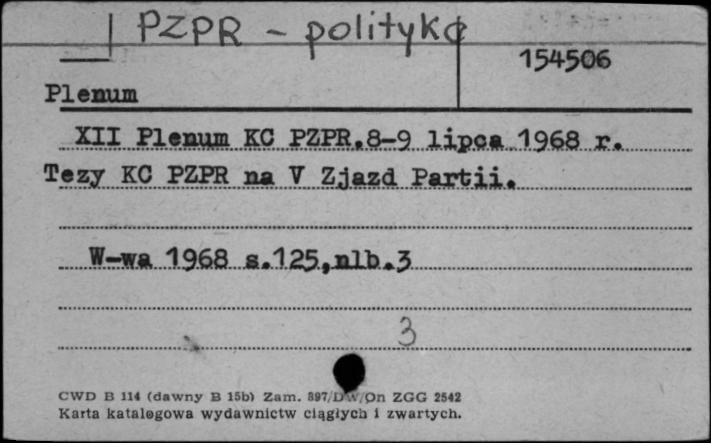 PZPR - polityka
154506
Plenum
XII Plenum KC PZPR.8-9 lipca 1968 r.
Tezy KC PZPR na V Zjazd Partii.
W-wa 1968 s.125,nlb.3
3
CWD B 114 (dawny B 15b) Zam. 897/DW/On ZGG 2542
Karta katalogowa wydawnictw ciągłych i zwartych.